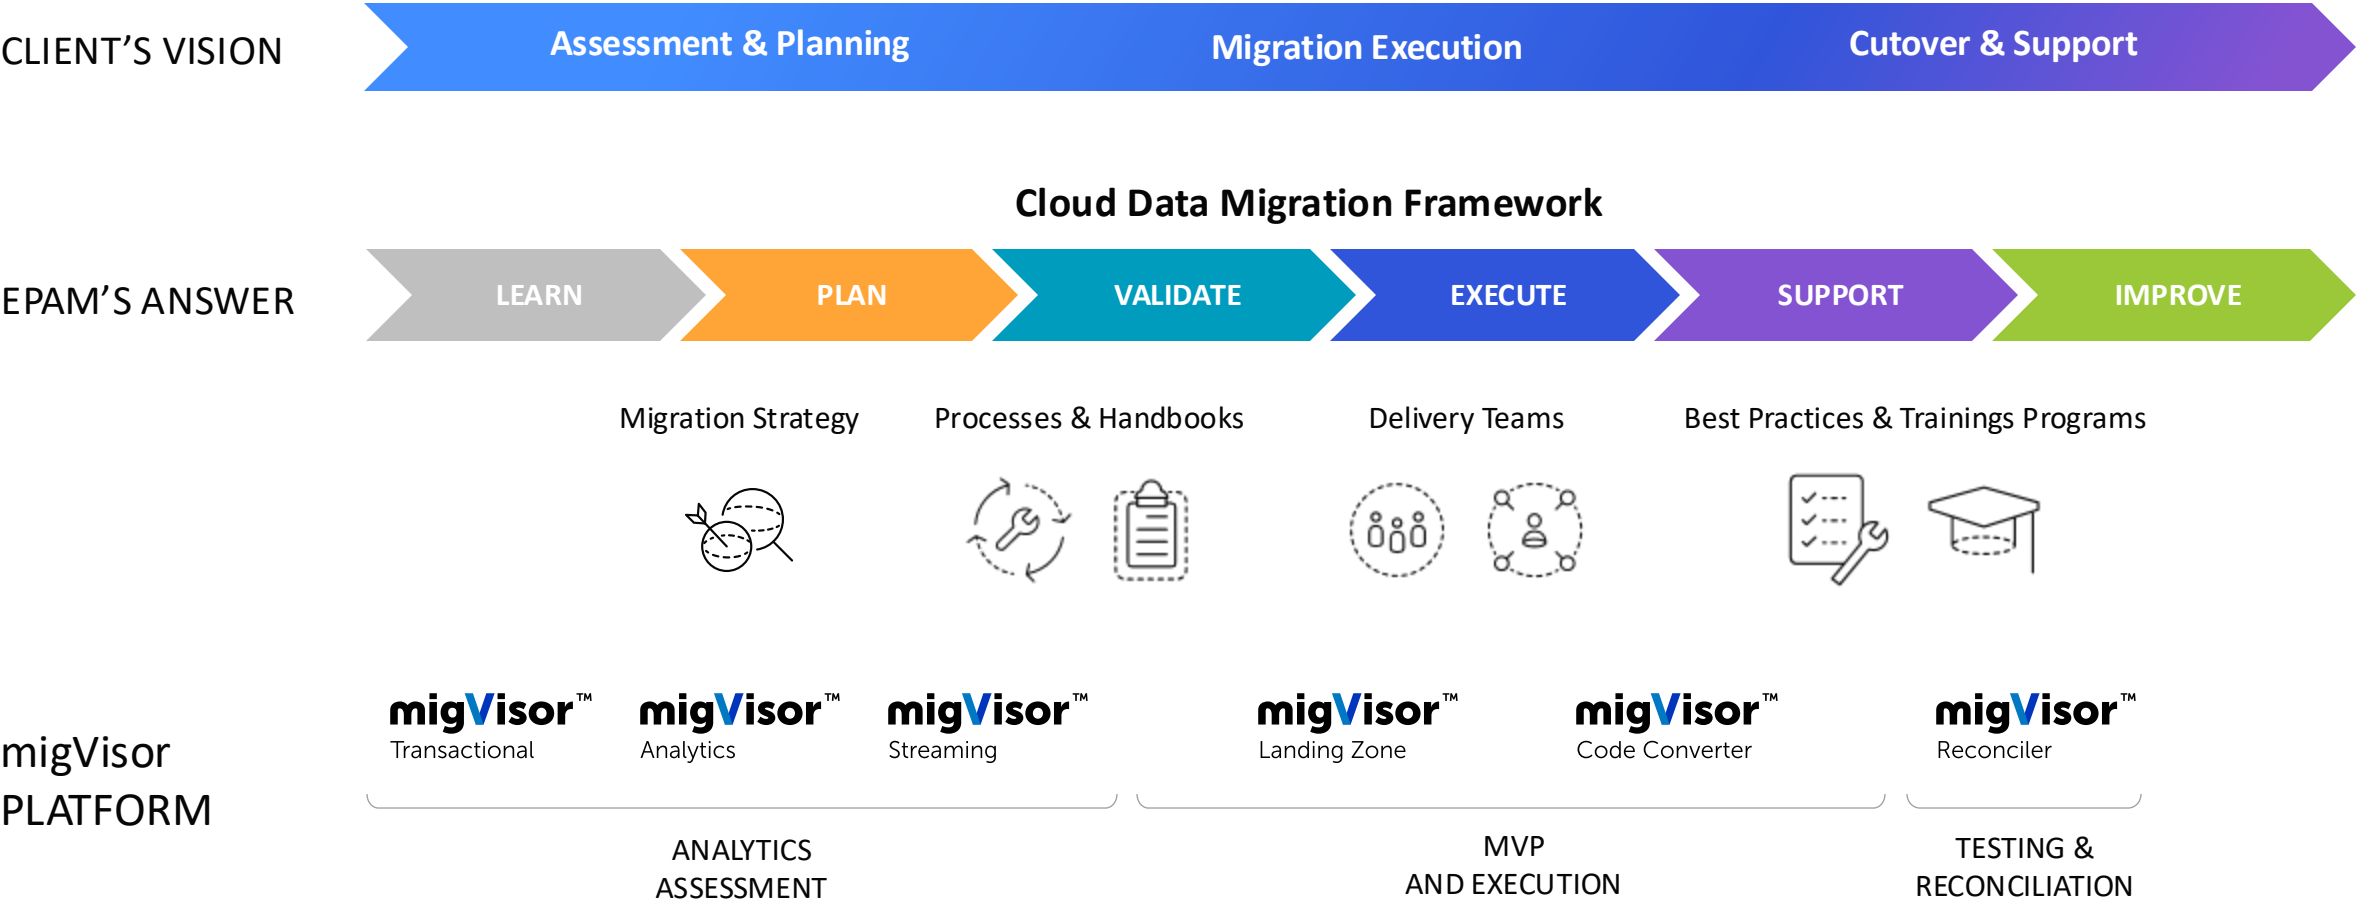 CLIENT’S VISION
Assessment & Planning
Migration Execution
Cutover & Support
Cloud Data Migration Framework
EPAM’S ANSWER
LEARN
PLAN
VALIDATE
EXECUTE
SUPPORT
IMPROVE
Migration Strategy
Processes & Handbooks
Delivery Teams
Best Practices & Trainings Programs
migVisor
PLATFORM
migVisor™
Transactional
migVisor™
Analytics
migVisor™
Streaming
migVisor™
Landing Zone
migVisor™
Code Converter
migVisor™
Reconciler
ANALYTICS
ASSESSMENT
MVP
AND EXECUTION
TESTING &
RECONCILIATION